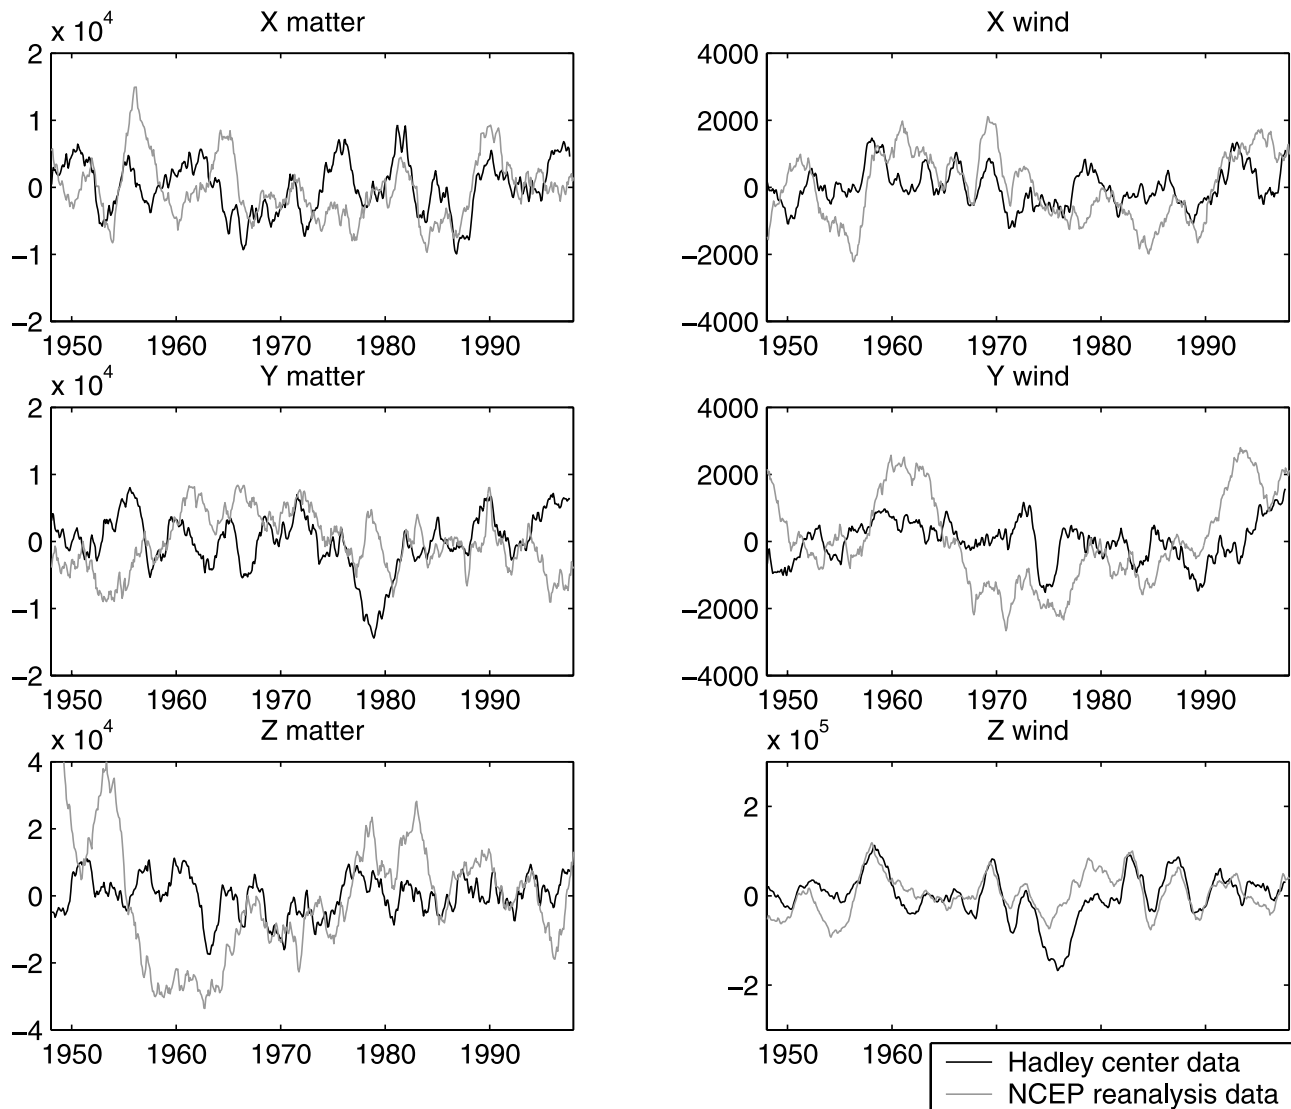 x 10^4
X matter
2
1
0
−1
−2
1950 1960 1970 1980 1990
X wind
4000
2000
0
−2000
−4000
1950 1960 1970 1980 1990
x 10^4
Y matter
2
1
0
−1
−2
1950 1960 1970 1980 1990
Y wind
4000
2000
0
−2000
−4000
1950 1960 1970 1980 1990
x 10^4
Z matter
4
2
0
−2
−4
1950 1960 1970 1980 1990
x 10^5
Z wind
2
0
−2
1950 1960
Hadley center data
NCEP reanalysis data